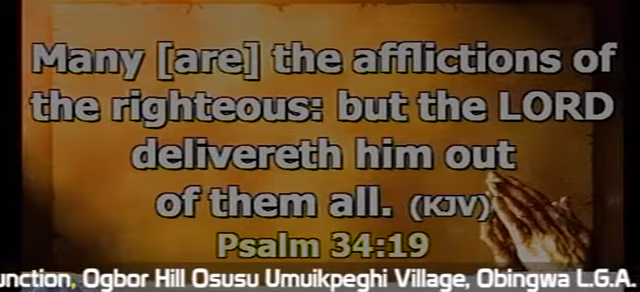 Many [are] the afflictions of
the righteous: but the LORD
delivereth him out
of them all. (KJV)
Psalm 34:19
unction, Ogbor Hill Osusu Umuikpeghi Village, Obingwa L.G.A.